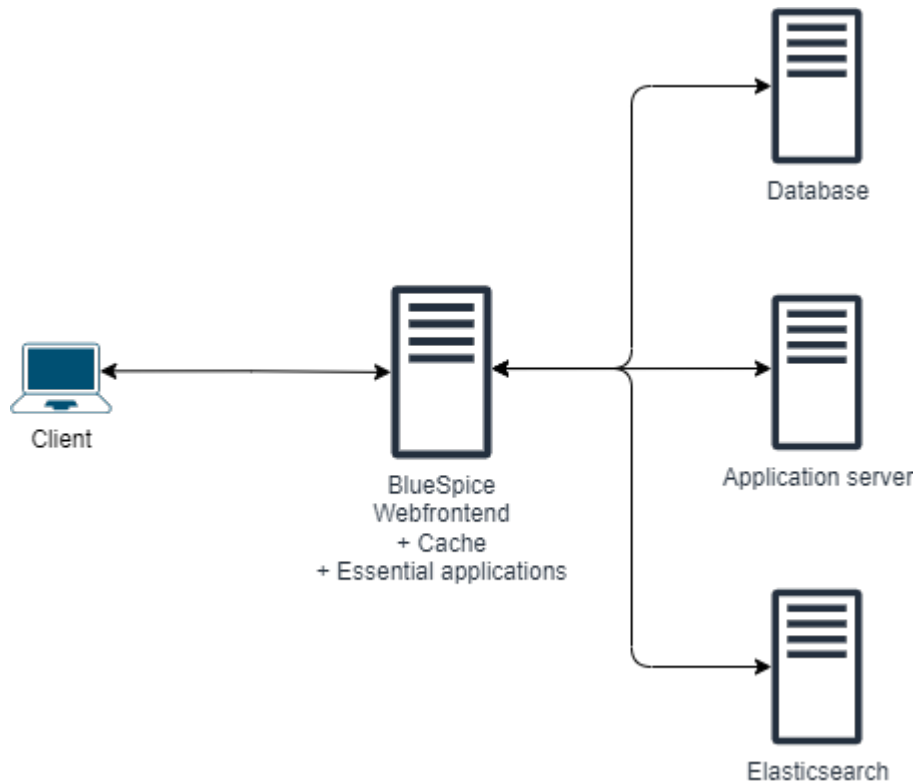 Database
Client
BlueSpice
Webfrontend
+ Cache
+ Essential applications
Application server
Elasticsearch